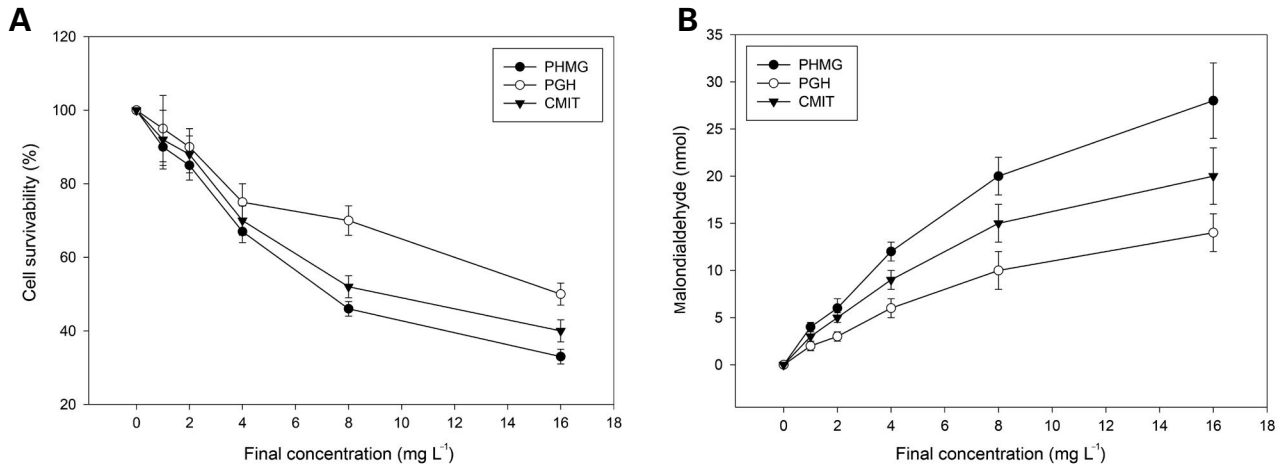 A
120
100
80
60
40
20
Cell survivability (%)
PHMG
PGH
CMIT
0 2 4 6 8 10 12 14 16 18
Final concentration (mg L⁻¹)
B
35
30
25
20
15
10
5
0
Malondialdehyde (nmol)
PHMG
PGH
CMIT
0 2 4 6 8 10 12 14 16 18
Final concentration (mg L⁻¹)